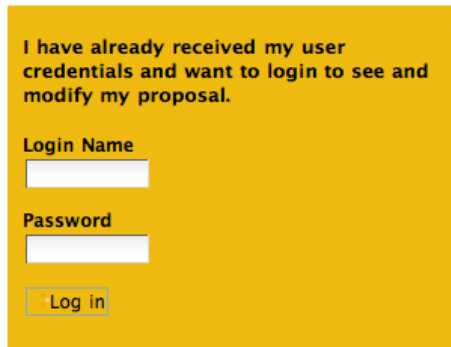 I have already received my user
credentials and want to login to see and
modify my proposal.
Login Name
Password
Log in